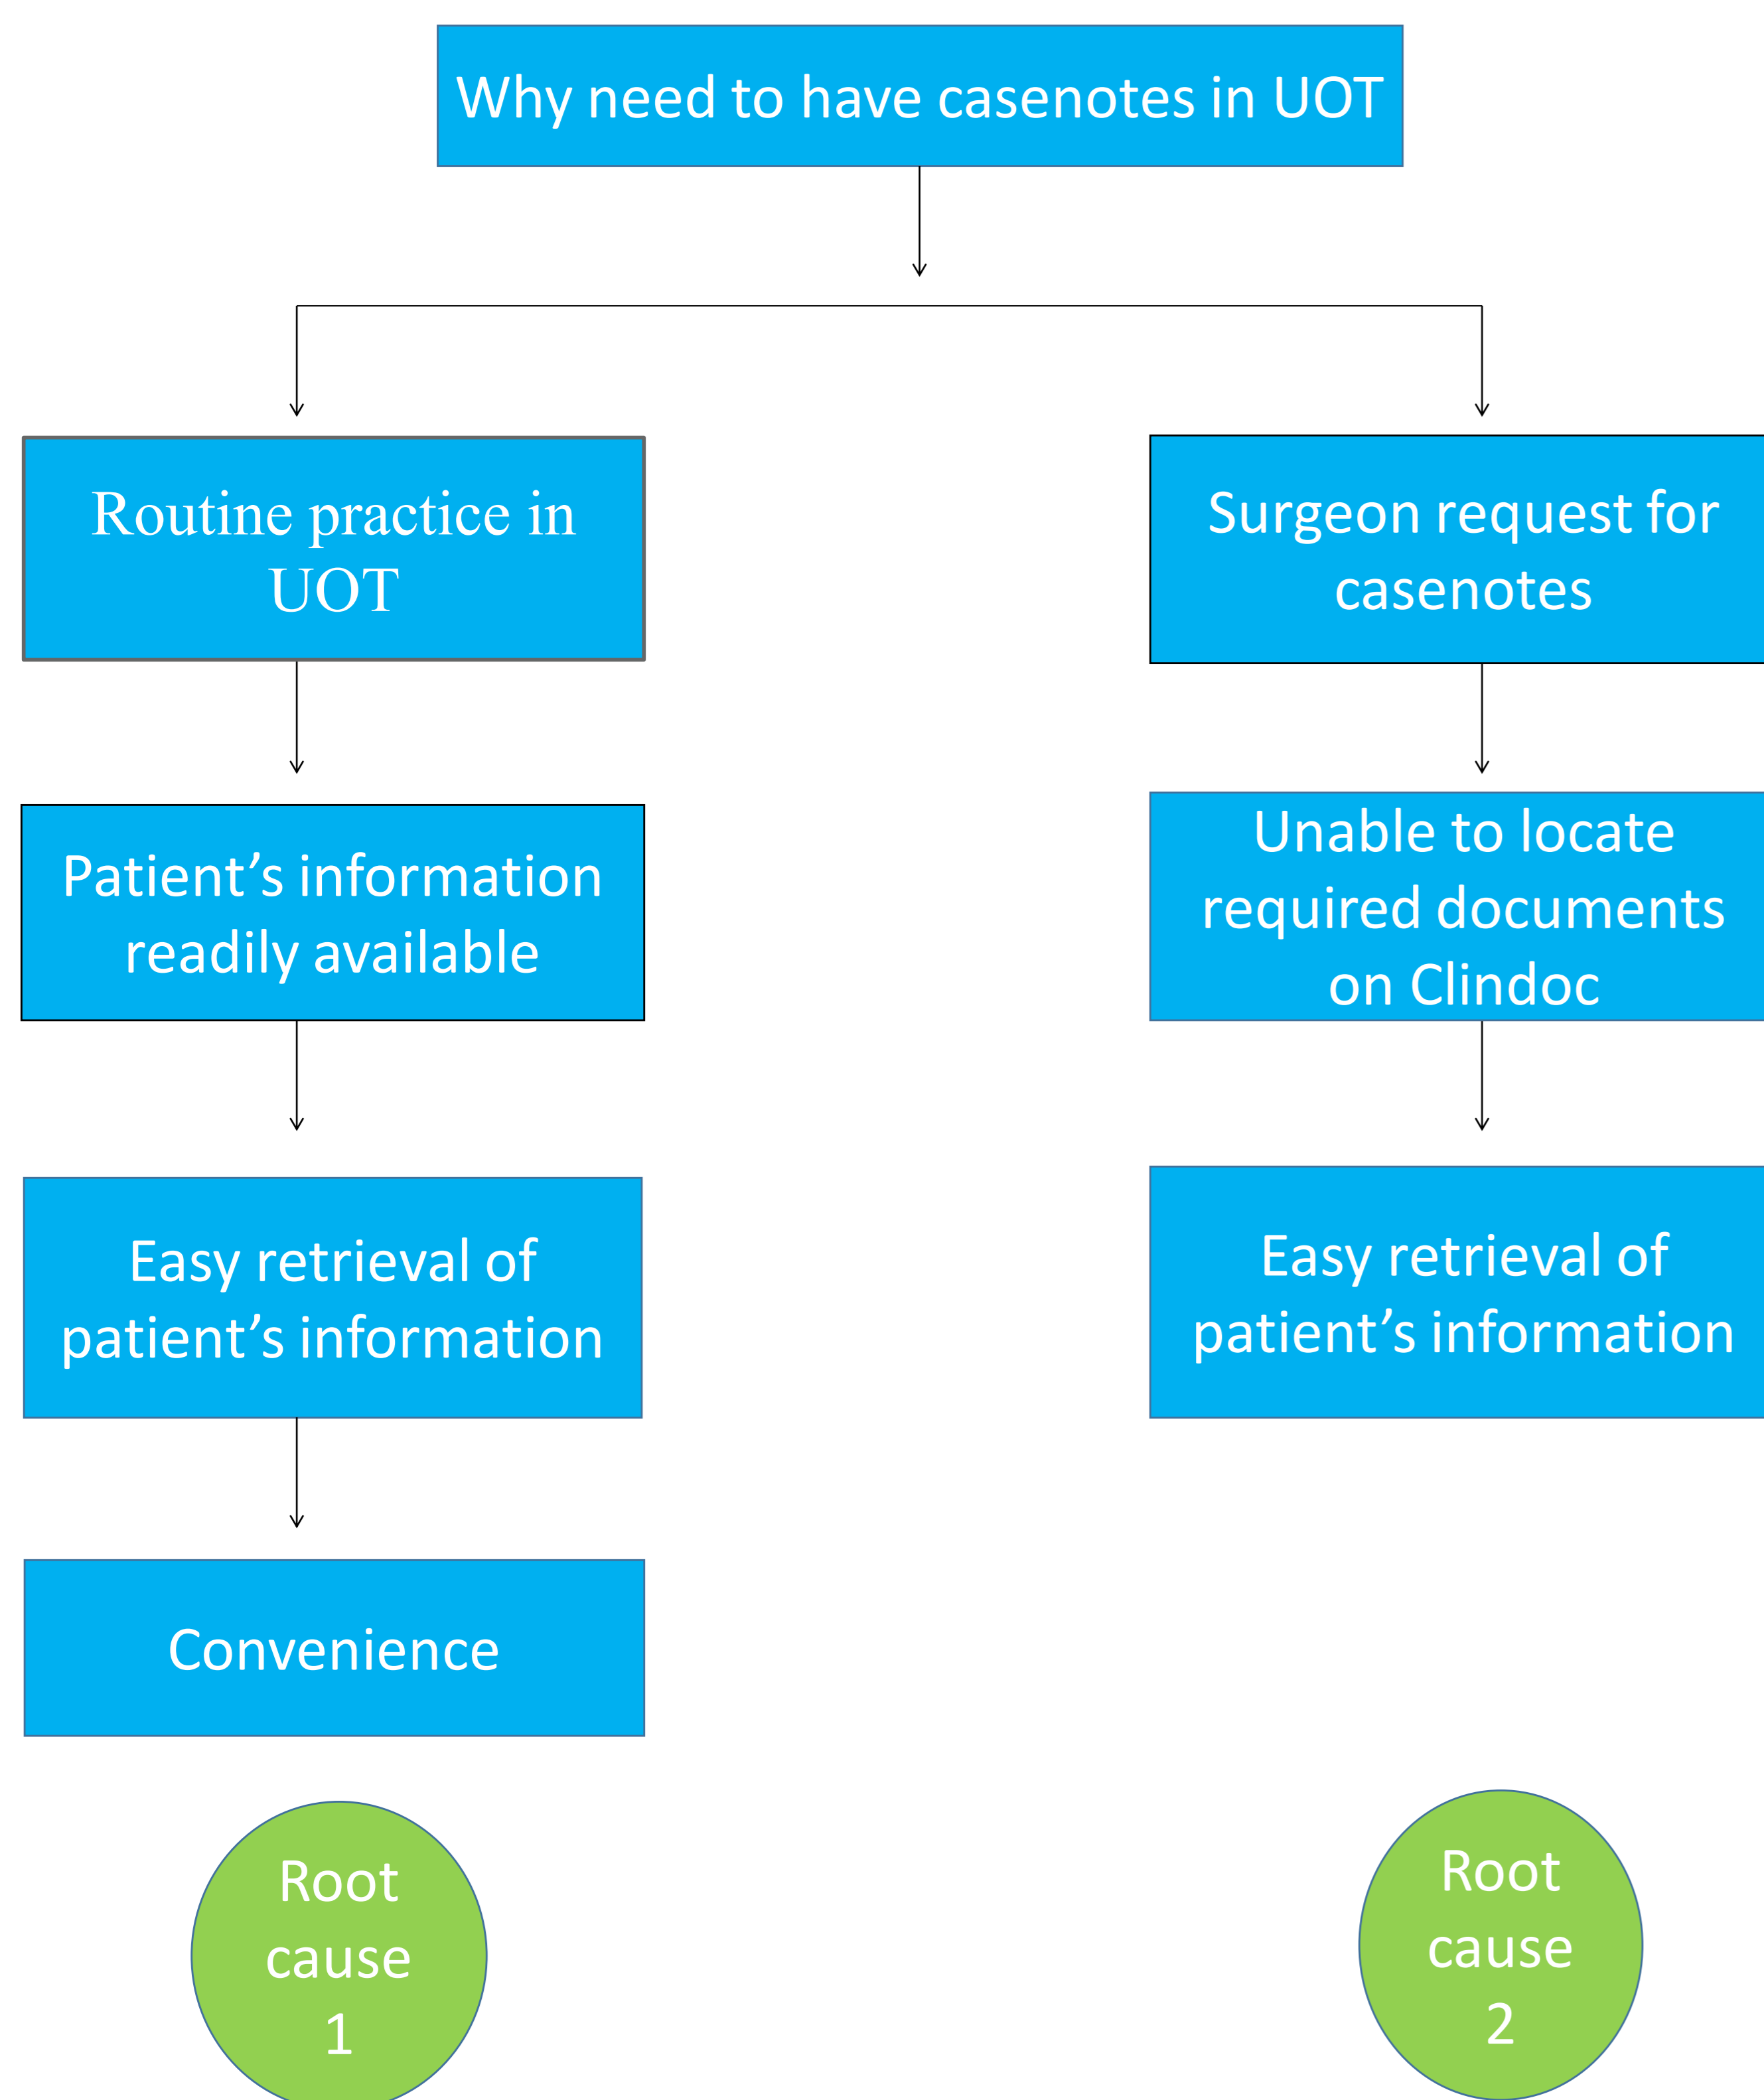 Why need to have casenotes in UOT
Routine practice in
UOT
Surgeon request for
casenotes
Patient’s information
readily available
Unable to locate
required documents
on Clindoc
Easy retrieval of
patient’s information
Easy retrieval of
patient’s information
Convenience
Root
cause
1
Root
cause
2